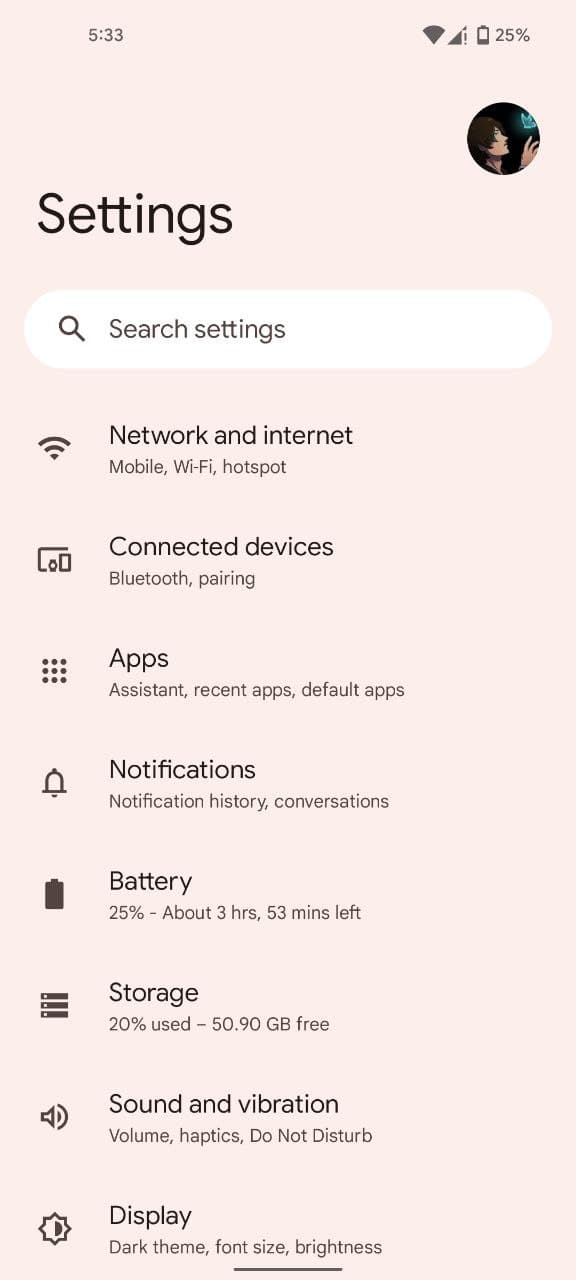 5:33
25%
Settings
Search settings
Network and internet
Mobile, Wi-Fi, hotspot
Connected devices
Bluetooth, pairing
Apps
Assistant, recent apps, default apps
Notifications
Notification history, conversations
Battery
25% - About 3 hrs, 53 mins left
Storage
20% used – 50.90 GB free
Sound and vibration
Volume, haptics, Do Not Disturb
Display
Dark theme, font size, brightness